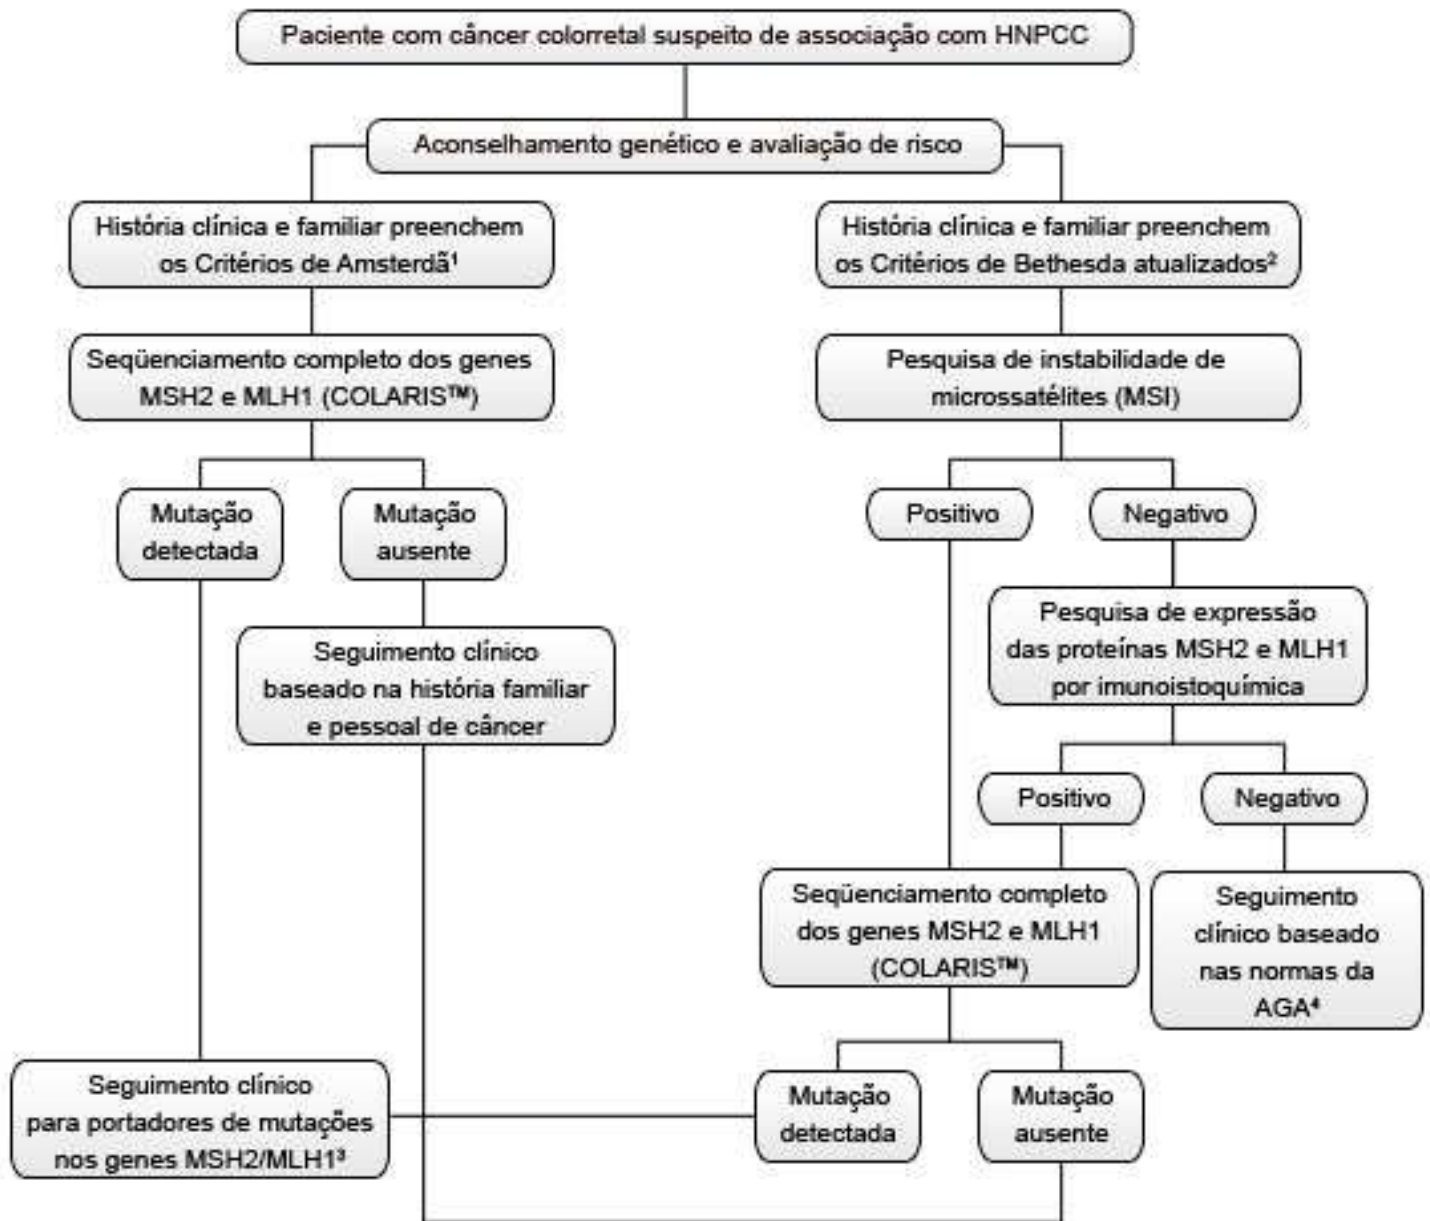 Paciente com câncer colorretal suspeito de associação com HNPCC
Aconselhamento genético e avaliação de risco
História clínica e familiar preenchem
os Critérios de Amsterdã¹
História clínica e familiar preenchem
os Critérios de Bethesda atualizados²
Seqüenciamento completo dos genes
MSH2 e MLH1 (COLARIS™)
Pesquisa de instabilidade de
microssatélites (MSI)
Mutação
detectada
Mutação
ausente
Positivo
Negativo
Seguimento clínico
baseado na história familiar
e pessoal de câncer
Pesquisa de expressão
das proteínas MSH2 e MLH1
por imunoistoquímica
Positivo
Negativo
Seqüenciamento completo
dos genes MSH2 e MLH1
(COLARIS™)
Seguimento
clínico baseado
nas normas da
AGA⁴
Seguimento clínico
para portadores de mutações
nos genes MSH2/MLH1³
Mutação
detectada
Mutação
ausente